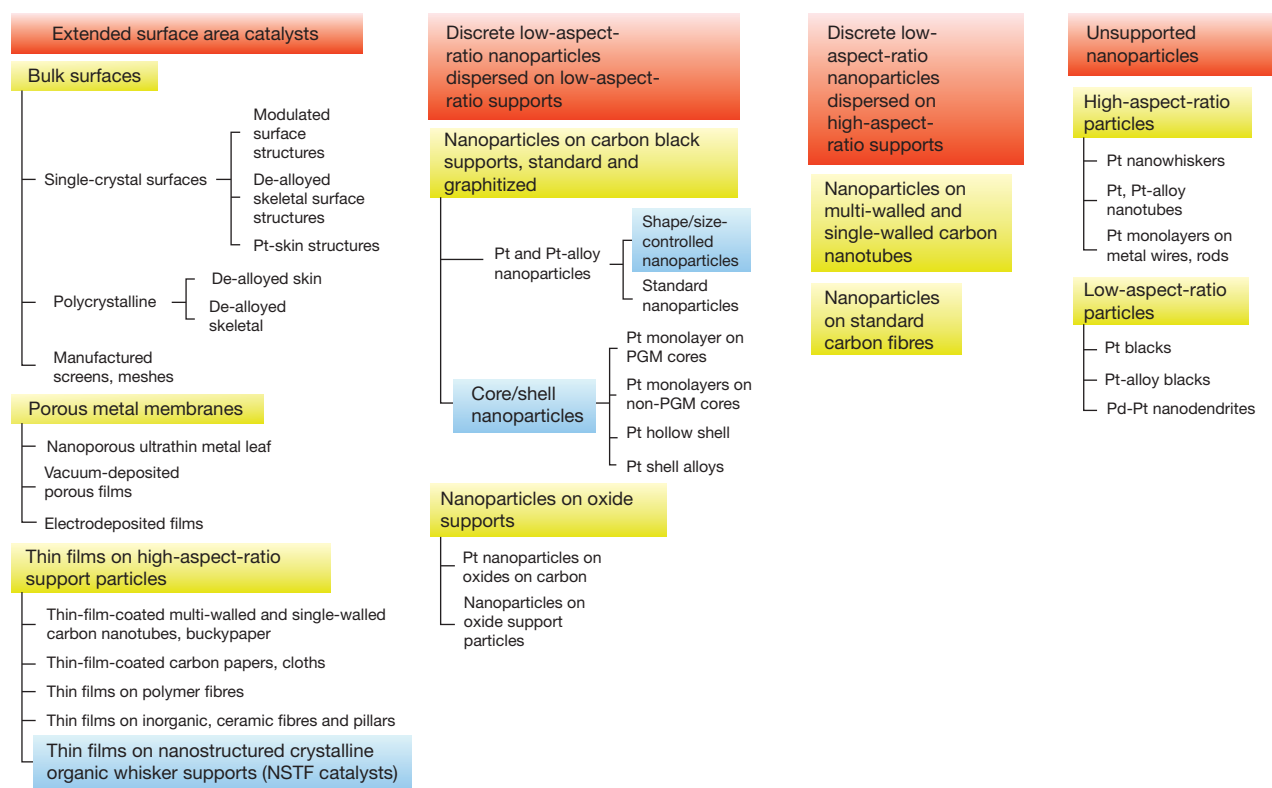 Extended surface area catalysts
Bulk surfaces
Single-crystal surfaces
Modulated
surface
structures
De-alloyed
skeletal surface
structures
Pt-skin structures
Polycrystalline
De-alloyed skin
De-alloyed
skeletal
Manufactured
screens, meshes
Porous metal membranes
Nanoporous ultrathin metal leaf
Vacuum-deposited
porous films
Electrodeposited films
Thin films on high-aspect-ratio
support particles
Thin-film-coated multi-walled and single-walled
carbon nanotubes, buckypaper
Thin-film-coated carbon papers, cloths
Thin films on polymer fibres
Thin films on inorganic, ceramic fibres and pillars
Thin films on nanostructured crystalline
organic whisker supports (NSTF catalysts)
Discrete low-aspect-
ratio nanoparticles
dispersed on low-aspect-
ratio supports
Nanoparticles on carbon black
supports, standard and
graphitized
Pt and Pt-alloy
nanoparticles
Shape/size-
controlled
nanoparticles
Standard
nanoparticles
Core/shell
nanoparticles
Pt monolayer on
PGM cores
Pt monolayers on
non-PGM cores
Pt hollow shell
Pt shell alloys
Nanoparticles on oxide
supports
Pt nanoparticles on
oxides on carbon
Nanoparticles on
oxide support
particles
Discrete low-
aspect-ratio
nanoparticles
dispersed on
high-aspect-
ratio supports
Nanoparticles on
multi-walled and
single-walled carbon
nanotubes
Nanoparticles
on standard
carbon fibres
Unsupported
nanoparticles
High-aspect-ratio
particles
Pt nanowhiskers
Pt, Pt-alloy
nanotubes
Pt monolayers on
metal wires, rods
Low-aspect-ratio
particles
Pt blacks
Pt-alloy blacks
Pd-Pt nanodendrites